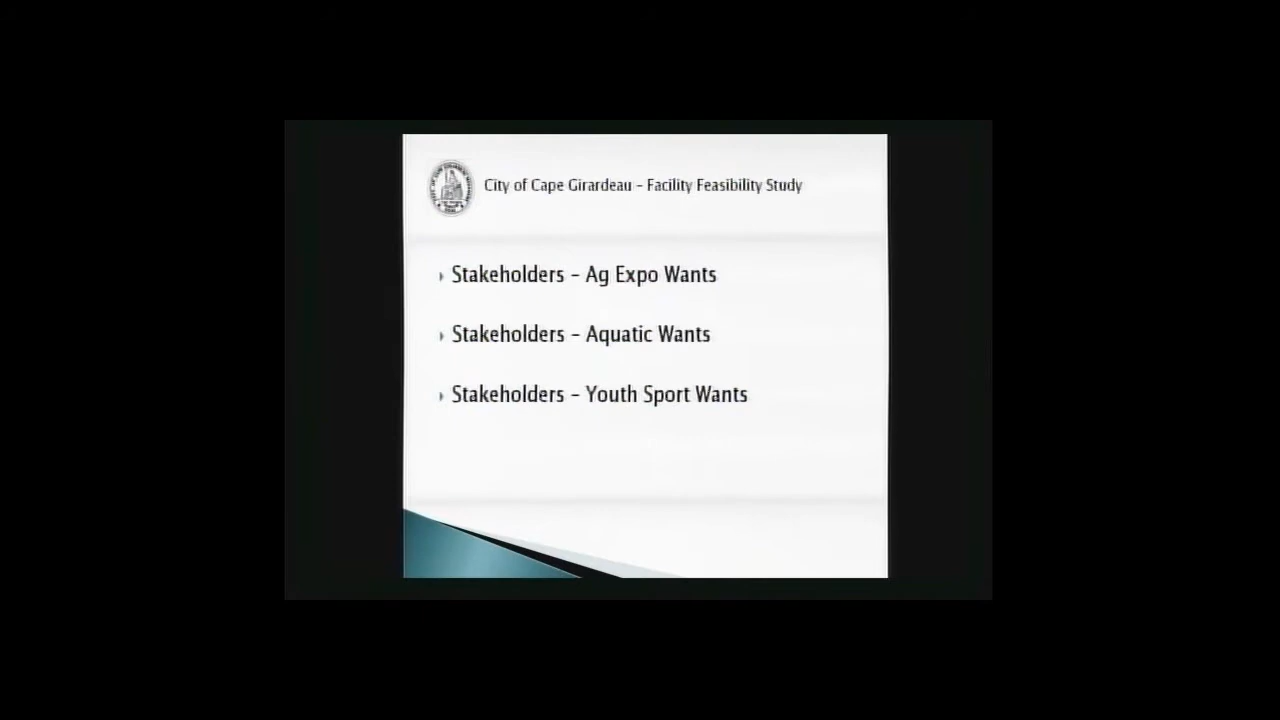 City of Cape Girardeau – Facility Feasibility Study
Stakeholders – Ag Expo Wants
Stakeholders – Aquatic Wants
Stakeholders – Youth Sport Wants